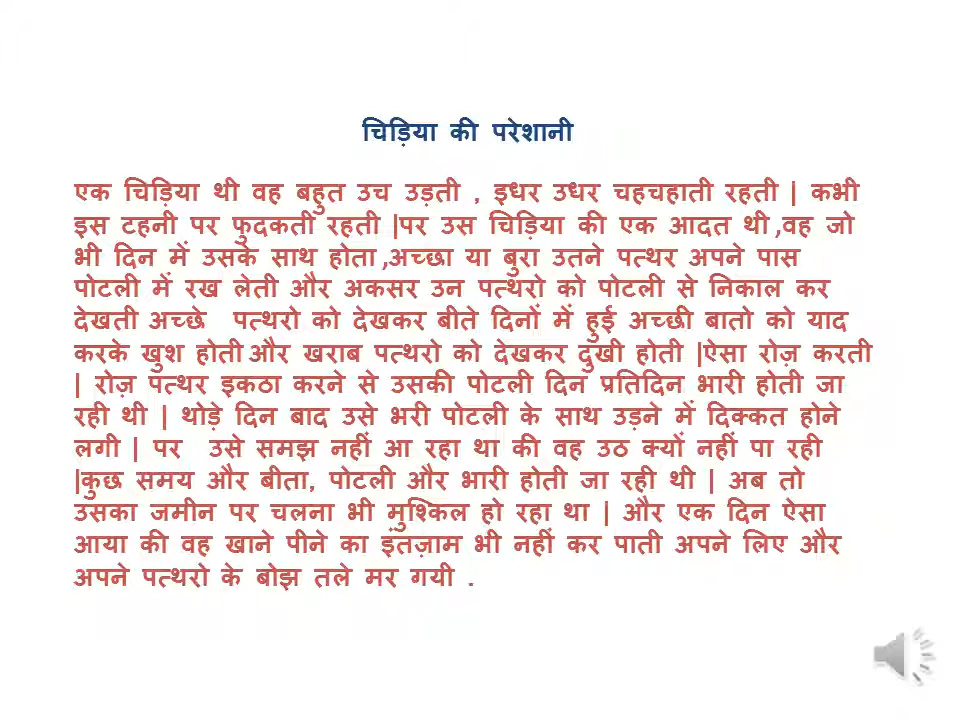 चिड़िया की परेशानी
एक चिड़िया थी वह बहुत उच उड़ती , इधर उधर चहचहाती रहती | कभी
इस टहनी पर फुदकती रहती |पर उस चिड़िया की एक आदत थी ,वह जो
भी दिन में उसके साथ होता ,अच्छा या बुरा उतने पत्थर अपने पास
पोटली में रख लेती और अकसर उन पत्थरो को पोटली से निकाल कर
देखती अच्छे पत्थरो को देखकर बीते दिनों में हुई अच्छी बातो को याद
करके खुश होती और खराब पत्थरो को देखकर दुखी होती |ऐसा रोज़ करती
| रोज़ पत्थर इकठा करने से उसकी पोटली दिन प्रतिदिन भारी होती जा
रही थी | थोड़े दिन बाद उसे भरी पोटली के साथ उड़ने में दिक्कत होने
लगी | पर उसे समझ नहीं आ रहा था की वह उठ क्यों नहीं पा रही
|कुछ समय और बीता, पोटली और भारी होती जा रही थी | अब तो
उसका जमीन पर चलना भी मुश्किल हो रहा था | और एक दिन ऐसा
आया की वह खाने पीने का इंतज़ाम भी नहीं कर पाती अपने लिए और
अपने पत्थरो के बोझ तले मर गयी .